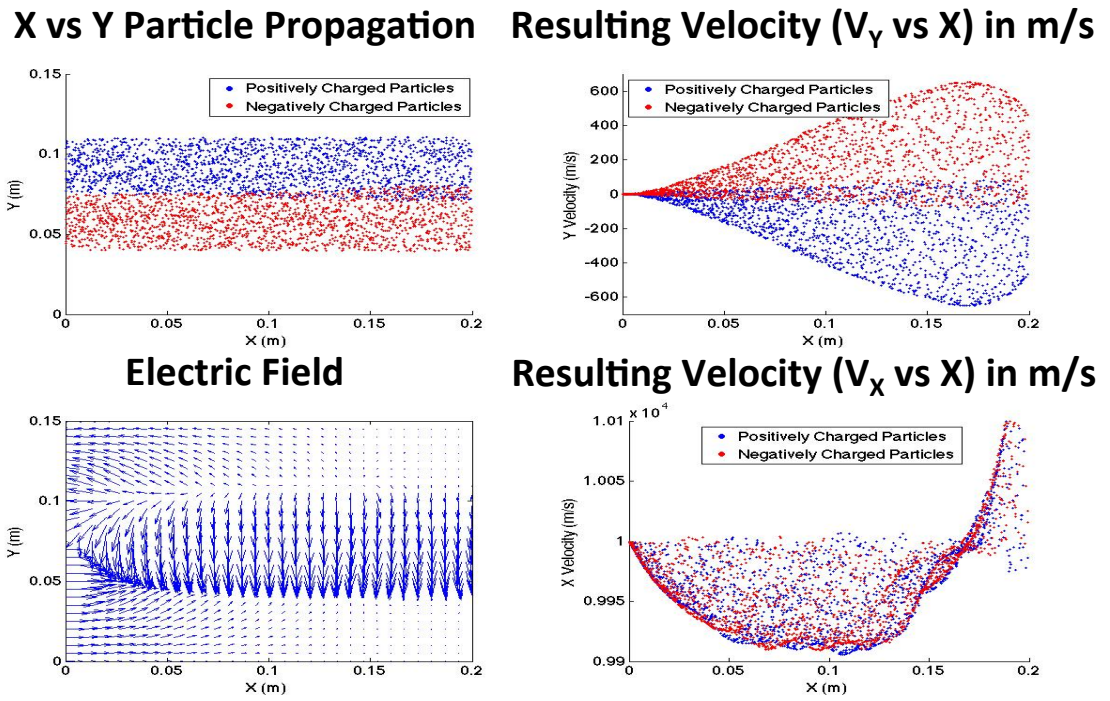 X vs Y Particle Propagation
0.15
0.1
0.05
0
Y (m)
Positively Charged Particles
Negatively Charged Particles
0 0.05 0.1 0.15 0.2
X (m)
Resulting Velocity (V_Y vs X) in m/s
600
400
200
0
-200
-400
-600
Y Velocity (m/s)
Positively Charged Particles
Negatively Charged Particles
0 0.05 0.1 0.15 0.2
X (m)
Electric Field
0.15
0.1
0.05
0
Y (m)
0 0.05 0.1 0.15 0.2
X (m)
Resulting Velocity (V_X vs X) in m/s
x 10^4
1.01
1.005
1
0.995
0.99
X Velocity (m/s)
Positively Charged Particles
Negatively Charged Particles
0 0.05 0.1 0.15 0.2
X (m)